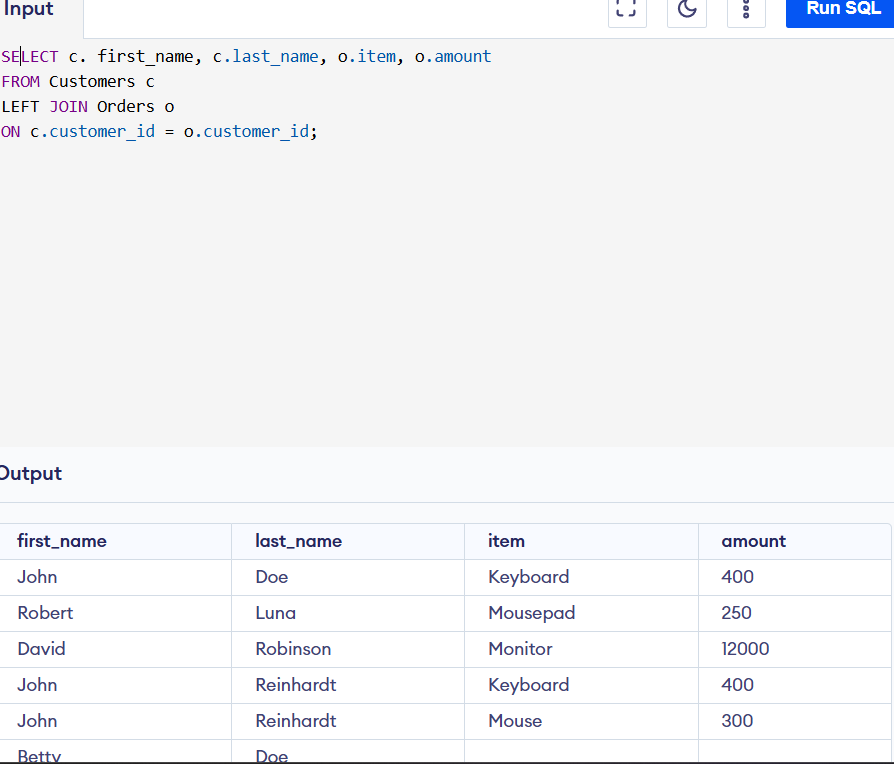 Input
Run SQL
SELECT c. first_name, c.last_name, o.item, o.amount
FROM Customers c
LEFT JOIN Orders o
ON c.customer_id = o.customer_id;
Output
first_name last_name item amount
John Doe Keyboard 400
Robert Luna Mousepad 250
David Robinson Monitor 12000
John Reinhardt Keyboard 400
John Reinhardt Mouse 300
Betty Doe